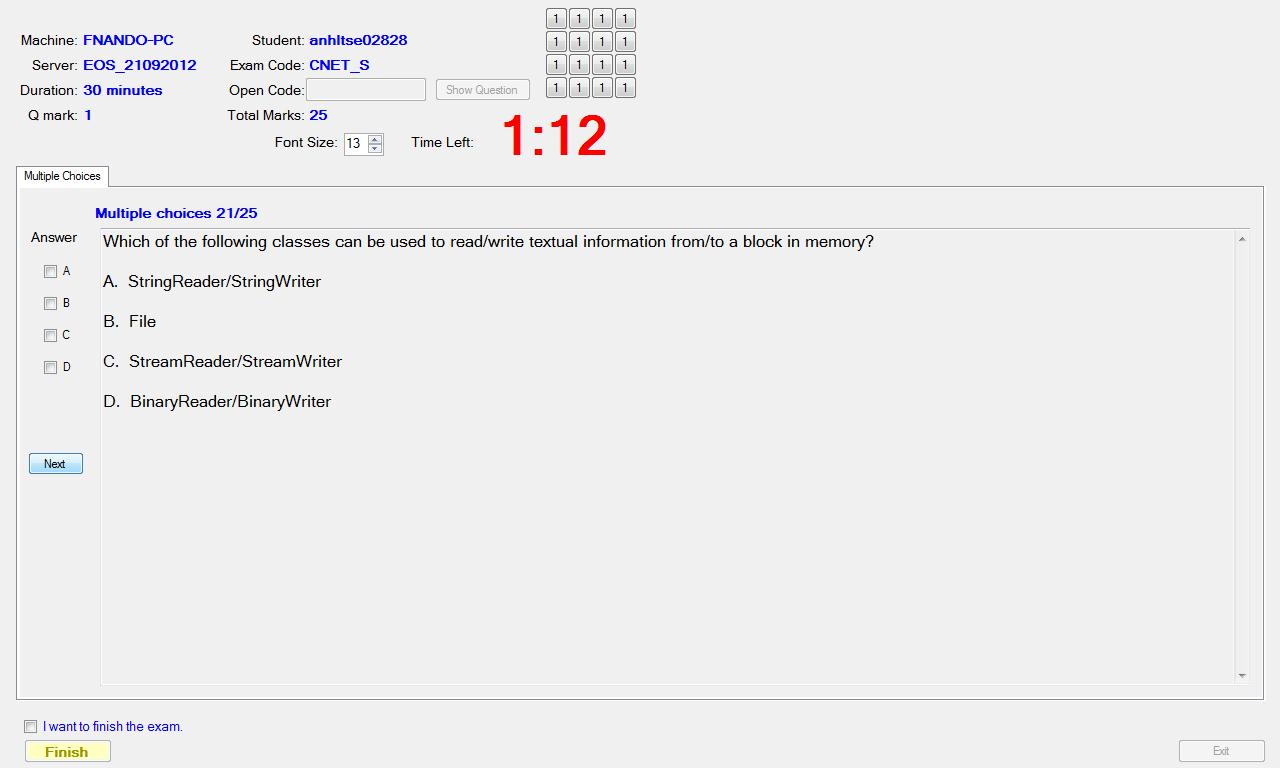 Machine: FNANDO-PC Student: anhltse02828
Server: EOS_21092012 Exam Code: CNET_S
Duration: 30 minutes Open Code: Show Question
Q mark: 1 Total Marks: 25
Font Size: 13 Time Left: 1:12
1 1 1 1
1 1 1 1
1 1 1 1
1 1 1 1
Multiple Choices
Multiple choices 21/25
Answer
A
B
C
D
Next
Which of the following classes can be used to read/write textual information from/to a block in memory?
A. StringReader/StringWriter
B. File
C. StreamReader/StreamWriter
D. BinaryReader/BinaryWriter
I want to finish the exam.
Finish
Exit